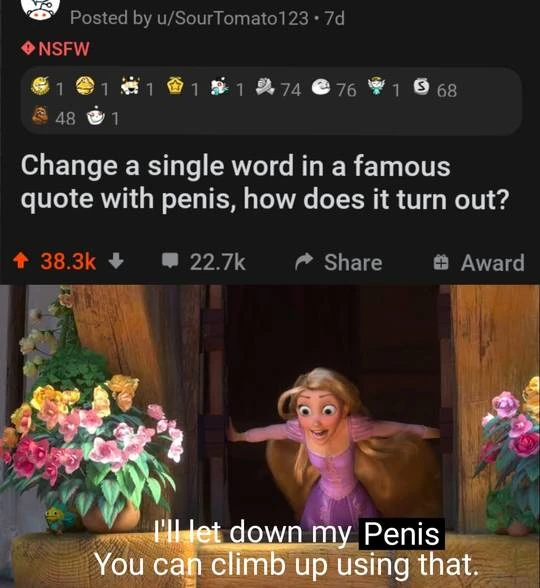 Posted by u/SourTomato123 • 7d
NSFW
1 1 1 1 1 74 76 1 S 68
48 1
Change a single word in a famous
quote with penis, how does it turn out?
38.3k 22.7k Share Award
I'll let down my Penis
You can climb up using that.